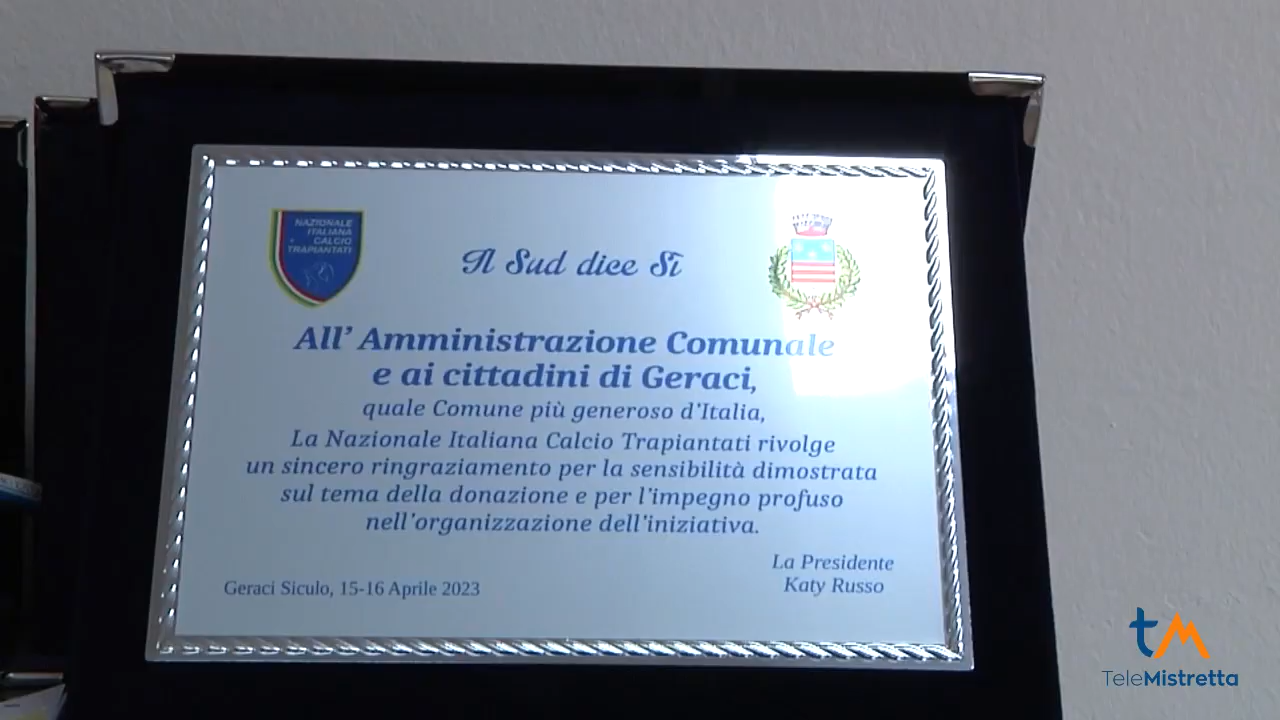 NAZIONALE
ITALIANA
CALCIO
TRAPIANTATI
Il Sud dice Sì
All' Amministrazione Comunale
e ai cittadini di Geraci,
quale Comune più generoso d'Italia,
La Nazionale Italiana Calcio Trapiantati rivolge
un sincero ringraziamento per la sensibilità dimostrata
sul tema della donazione e per l'impegno profuso
nell'organizzazione dell'iniziativa.
La Presidente
Katy Russo
Geraci Siculo, 15-16 Aprile 2023
tm
TeleMistretta